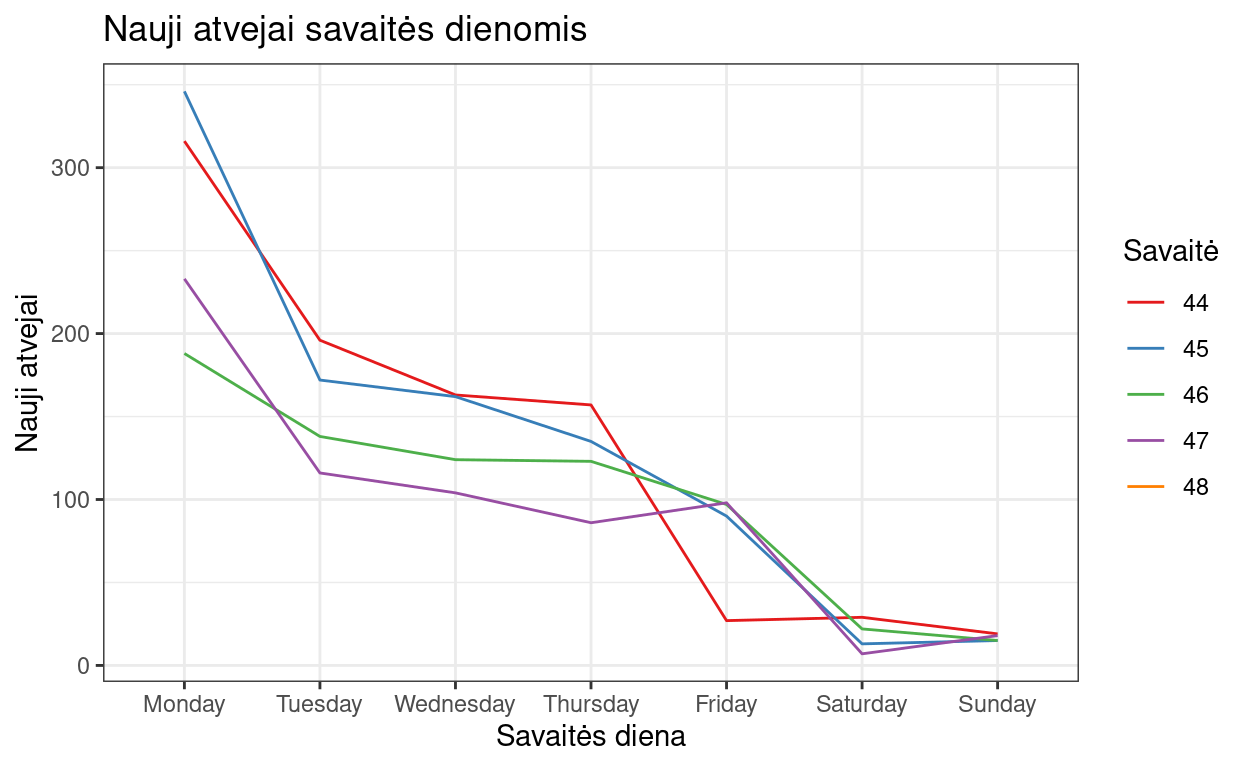 Nauji atvejai savaitės dienomis
Nauji atvejai
300
200
100
0
Monday Tuesday Wednesday Thursday Friday Saturday Sunday
Savaitės diena
Savaitė
44
45
46
47
48